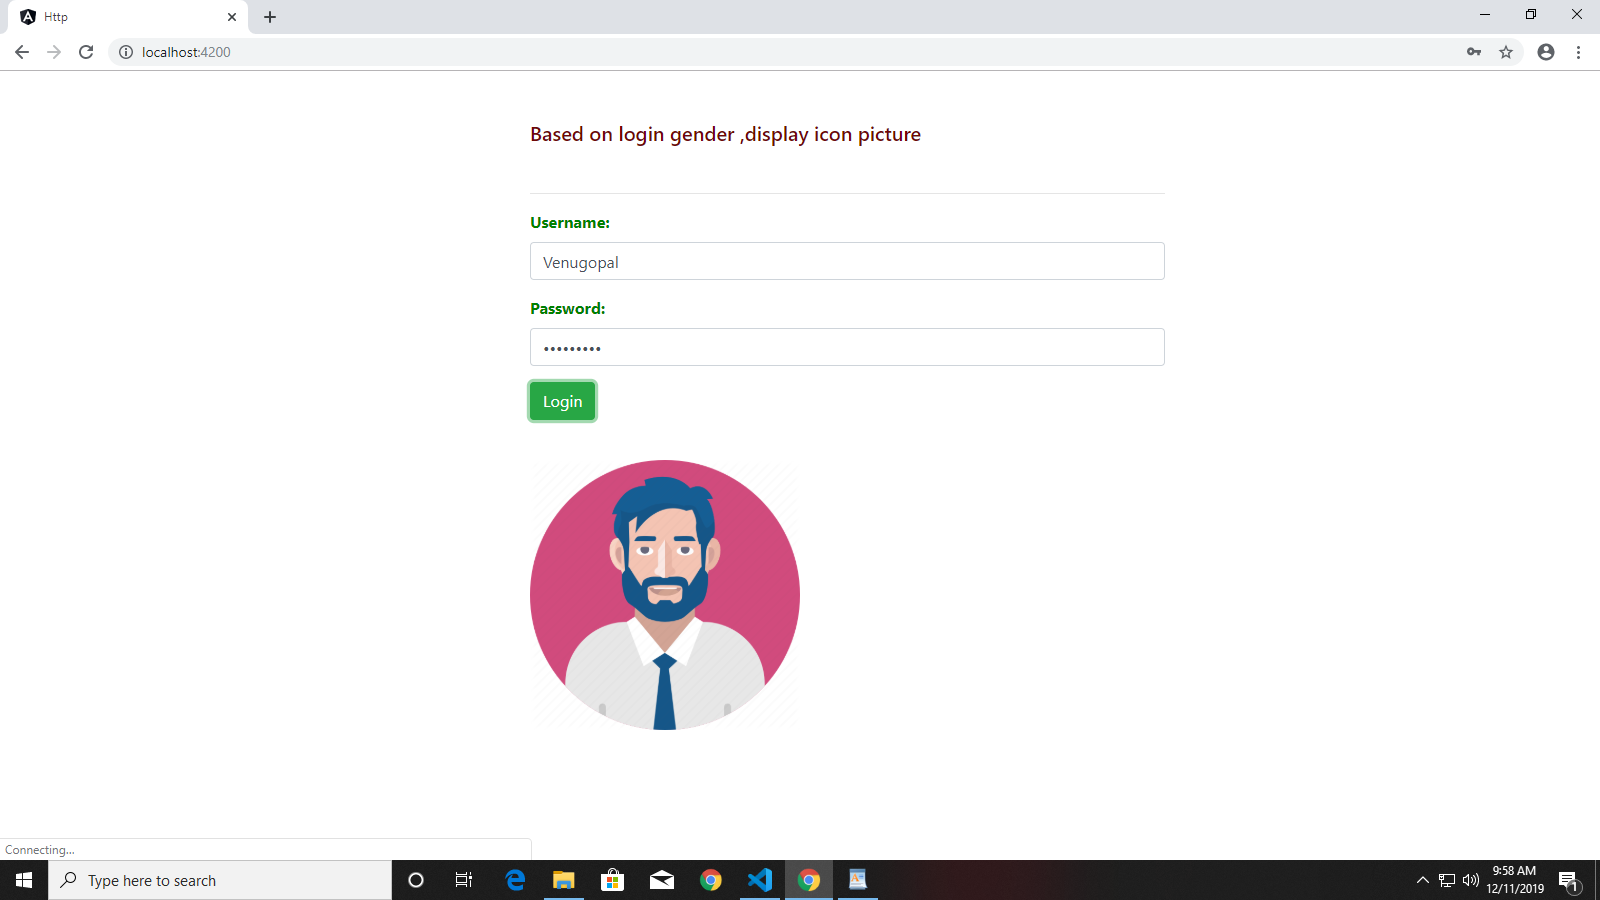 Http
localhost:4200
Based on login gender ,display icon picture
Username:
Venugopal
Password:
•••••••••
Login
Connecting...
Type here to search
9:58 AM
12/11/2019
1